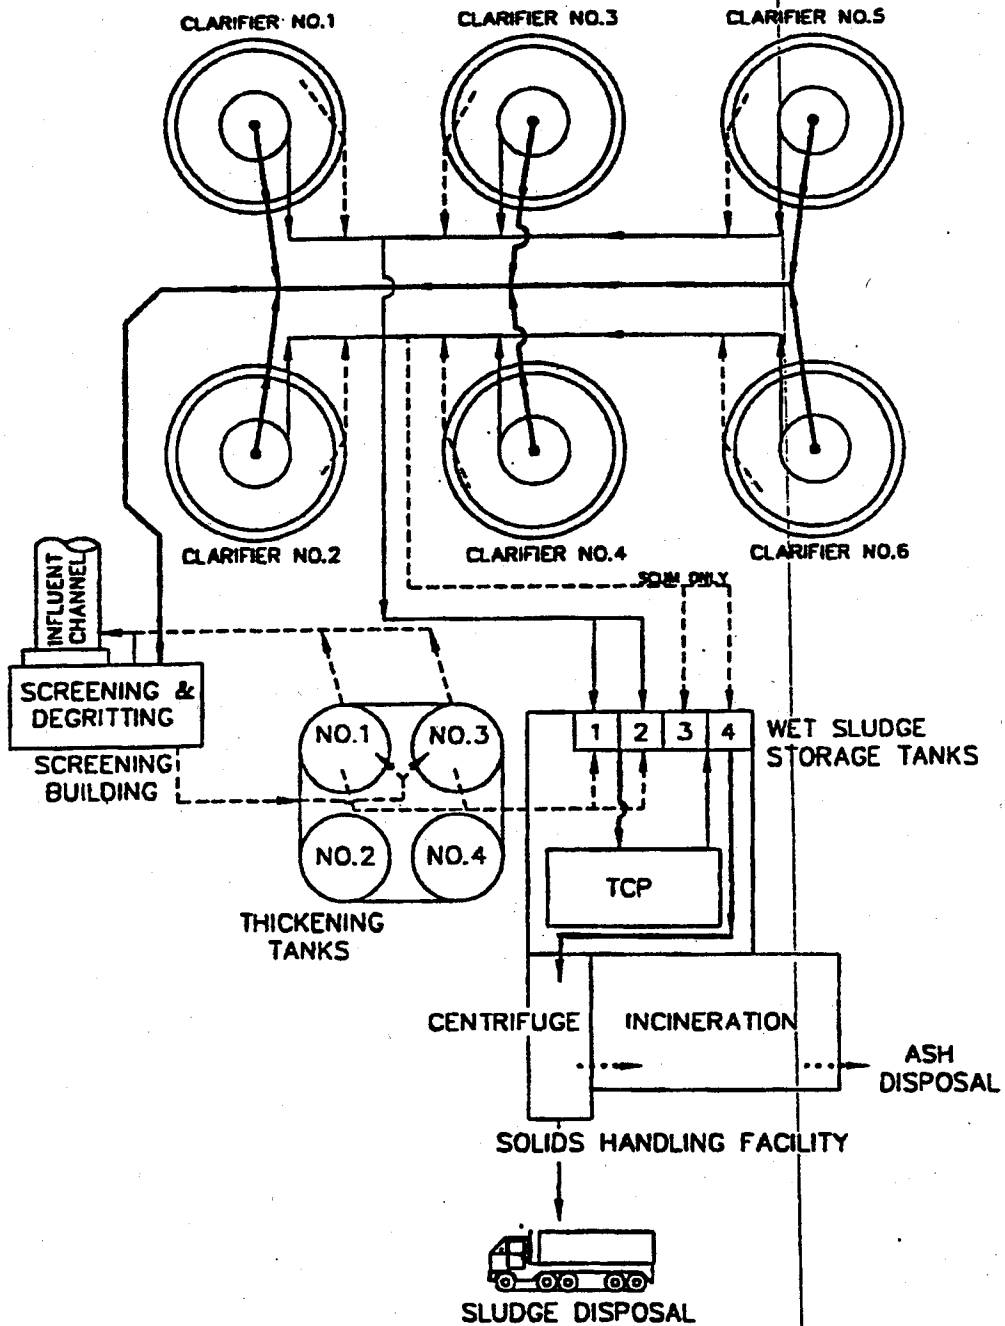 CLARIFIER NO.1
CLARIFIER NO.3
CLARIFIER NO.5
CLARIFIER NO.2
CLARIFIER NO.4
CLARIFIER NO.6
SCUM ONLY
INFLUENT
CHANNEL
SCREENING &
DEGRITTING
SCREENING
BUILDING
NO.1
NO.3
NO.2
NO.4
THICKENING
TANKS
1
2
3
4
WET SLUDGE
STORAGE TANKS
TCP
CENTRIFUGE
INCINERATION
ASH
DISPOSAL
SOLIDS HANDLING FACILITY
SLUDGE DISPOSAL